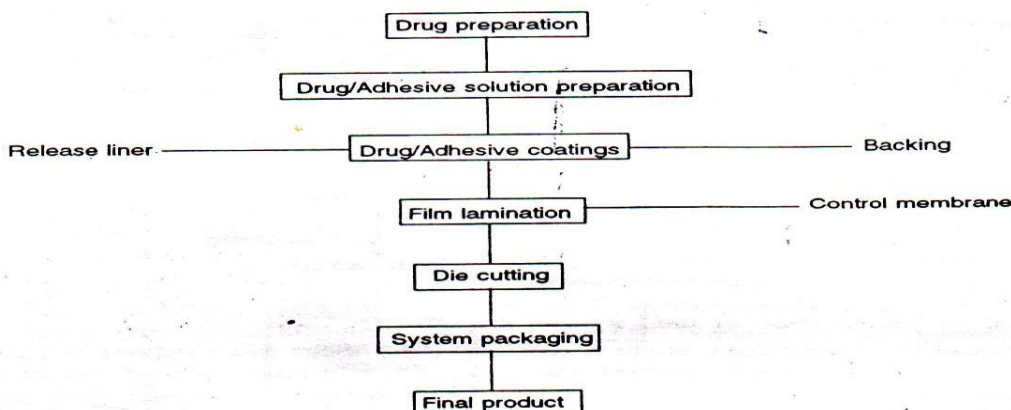 Drug preparation
Drug/Adhesive solution preparation
Release liner
Drug/Adhesive coatings
Backing
Film lamination
Control membrane
Die cutting
System packaging
Final product